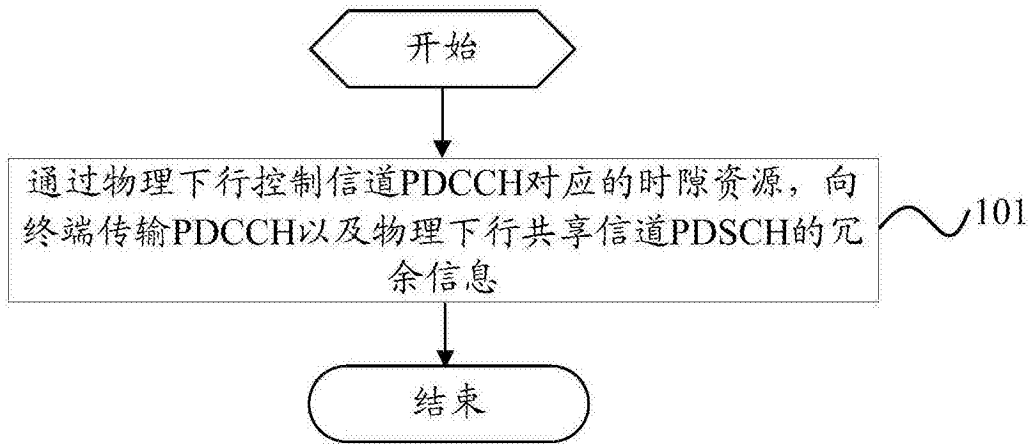 开始
通过物理下行控制信道PDCCH对应的时隙资源，向
终端传输PDCCH以及物理下行共享信道PDSCH的冗
余信息
101
结束